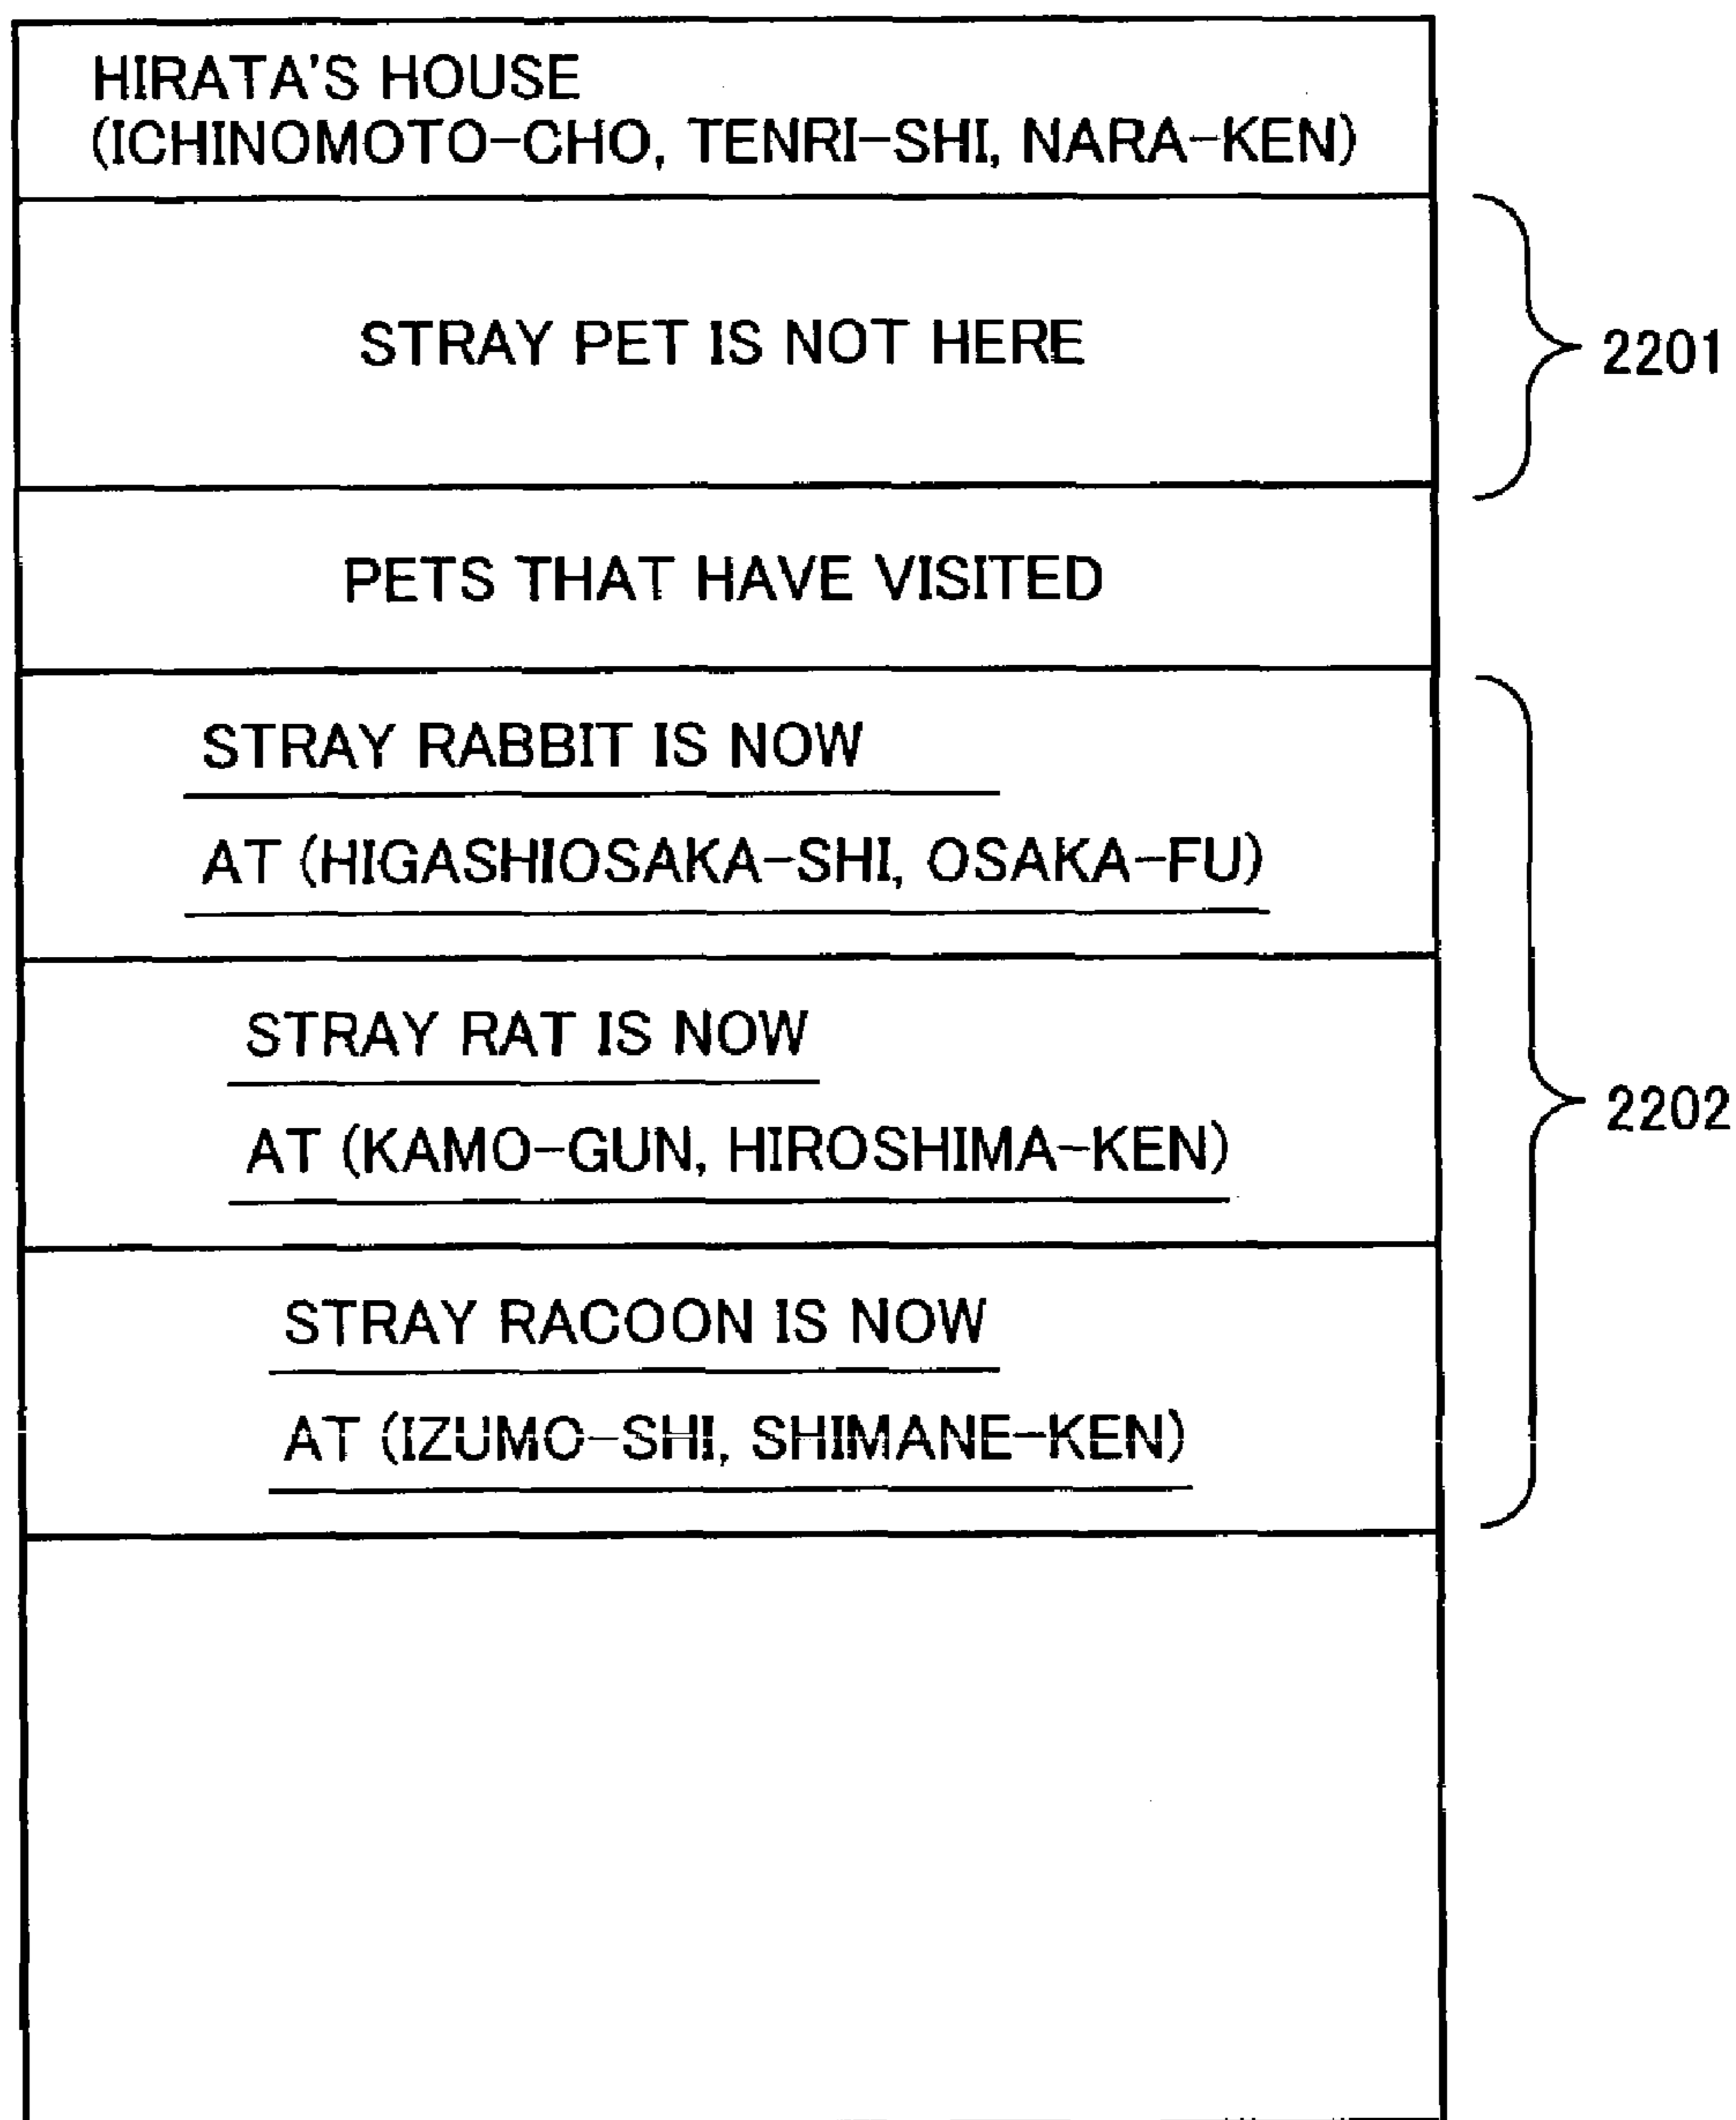 HIRATA'S HOUSE
(ICHINOMOTO-CHO, TENRI-SHI, NARA-KEN)
STRAY PET IS NOT HERE
2201
PETS THAT HAVE VISITED
STRAY RABBIT IS NOW
AT (HIGASHIOSAKA-SHI, OSAKA-FU)
STRAY RAT IS NOW
AT (KAMO-GUN, HIROSHIMA-KEN)
2202
STRAY RACOON IS NOW
AT (IZUMO-SHI, SHIMANE-KEN)